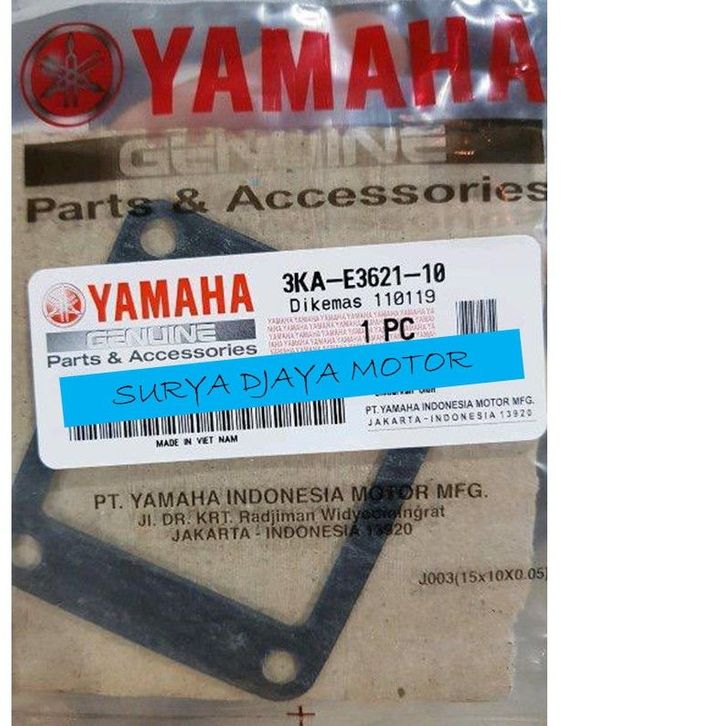 YAMAHA
GENUINE
Parts & Accessories
YAMAHA
GENUINE
Parts & Accessories
3KA-E3621-10
Dikemas 110119
1 PC
SURYA DJAYA MOTOR
MADE IN VIET NAM
PT. YAMAHA INDONESIA MOTOR MFG.
JAKARTA-INDONESIA 13920
PT. YAMAHA INDONESIA MOTOR MFG.
Jl. DR. KRT. Radjiman Widyodiningrat
JAKARTA - INDONESIA 13920
J003(15x10X0.05)